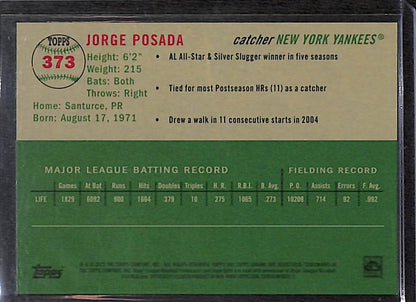 TOPPS
373
JORGE POSADA
catcher NEW YORK YANKEES®
Height: 6'2"
Weight: 215
Bats: Both
Throws: Right
Home: Santurce, PR
Born: August 17, 1971
• AL All-Star & Silver Slugger winner in five seasons
• Tied for most Postseason HRs (11) as a catcher
• Drew a walk in 11 consecutive starts in 2004
MAJOR LEAGUE BATTING RECORD FIELDING RECORD
Games At Bat Runs Hits Doubles Triples H. R. R.B.I. B. Avg. P. O. Assists Errors F. Avg.
LIFE 1829 6092 900 1664 379 10 275 1065 .273 10208 714 92 .992
TOPPS